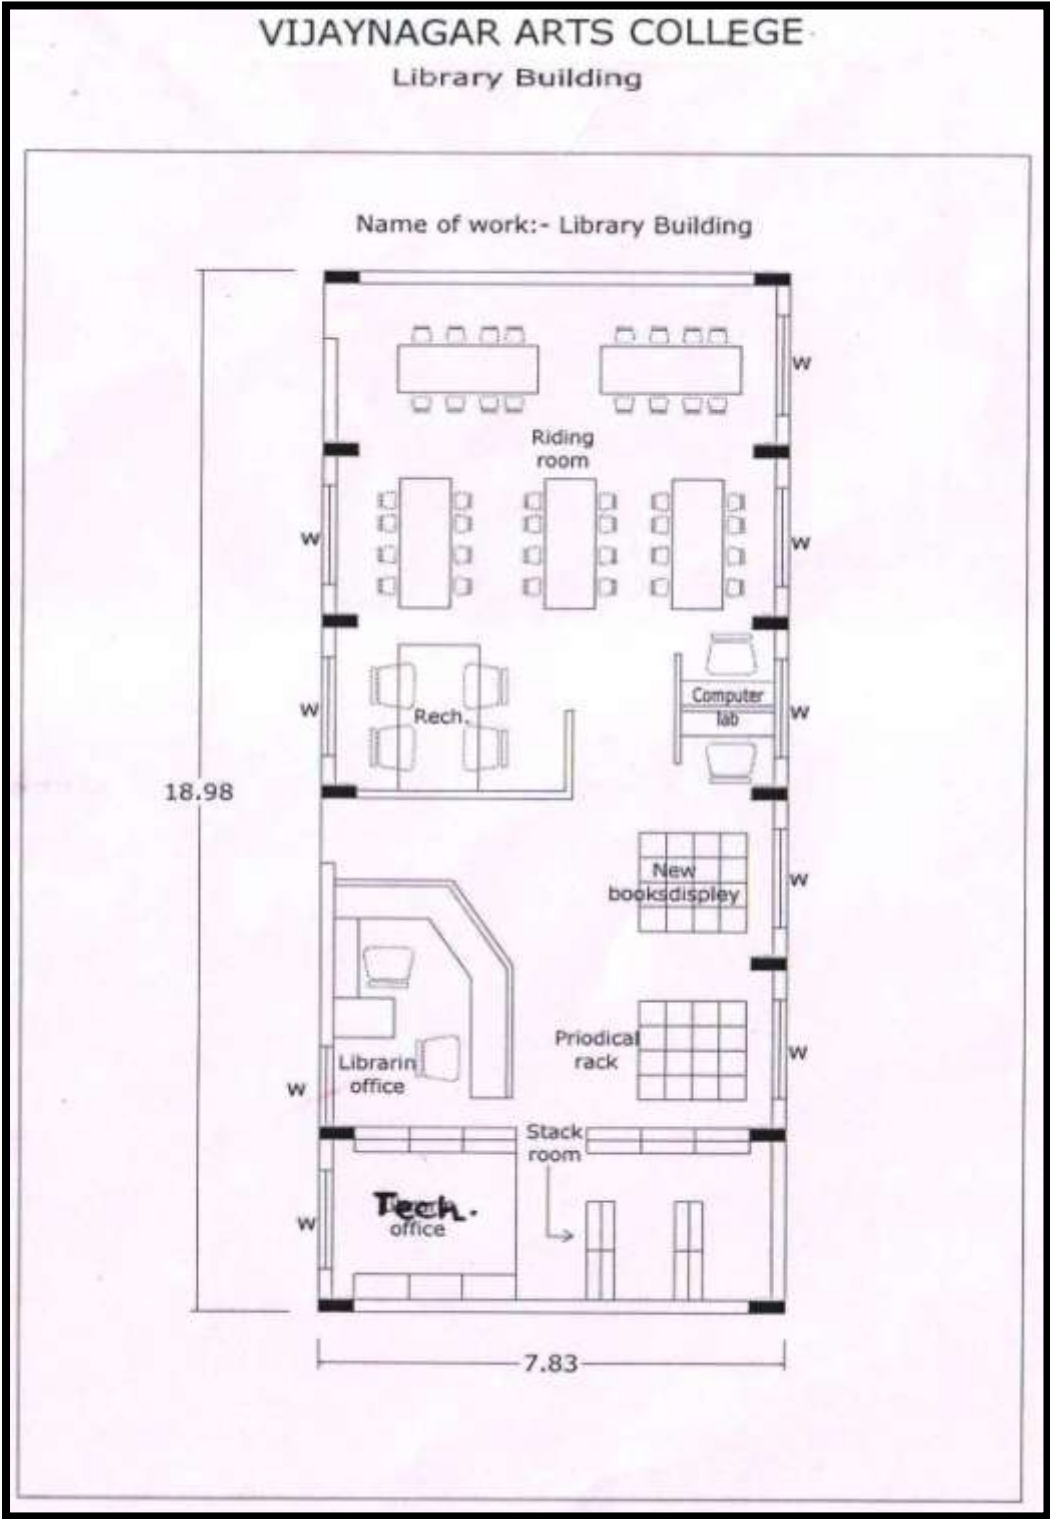 VIJAYNAGAR ARTS COLLEGE
Library Building
Name of work:- Library Building
W
Riding
room
W
W
Computer
lab
W
Rech.
W
18.98
New
booksdispley
W
Priodical
rack
W
Librarin
office
W
Stack
room
Tech.
office
W
7.83